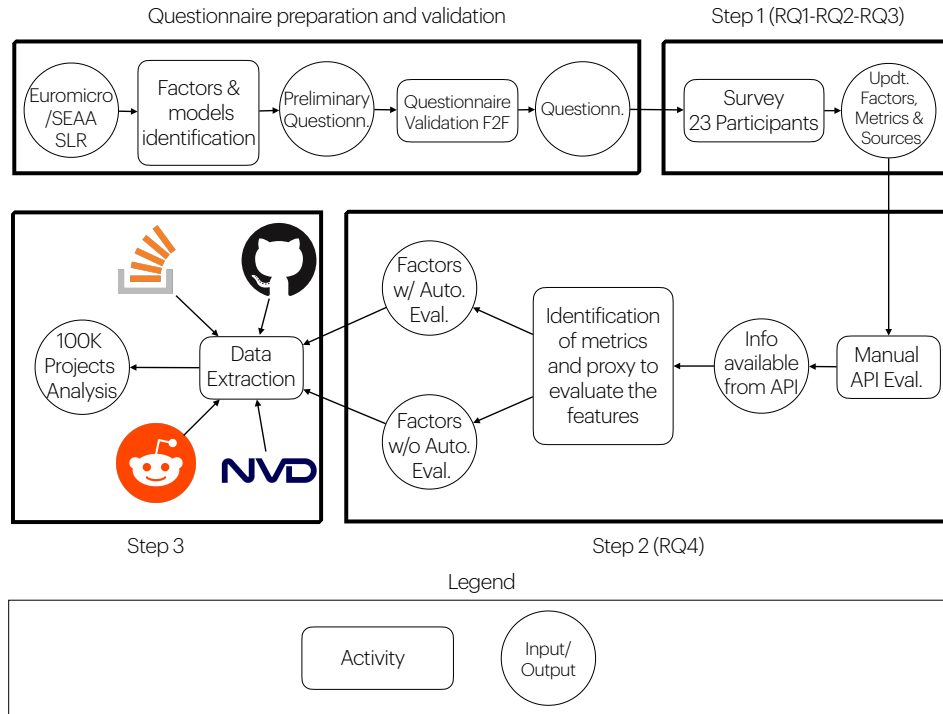 Questionnaire preparation and validation
Step 1 (RQ1-RQ2-RQ3)
Euromicro
/SEAA
SLR
Factors &
models
identification
Preliminary
Questionn.
Questionnaire
Validation F2F
Questionn.
Survey
23 Participants
Updt.
Factors,
Metrics &
Sources
100K
Projects
Analysis
Data
Extraction
NVD
Factors
w/ Auto.
Eval.
Factors
w/o Auto.
Eval.
Identification
of metrics
and proxy to
evaluate the
features
Info
available
from API
Manual
API Eval.
Step 3
Step 2 (RQ4)
Legend
Activity
Input/
Output